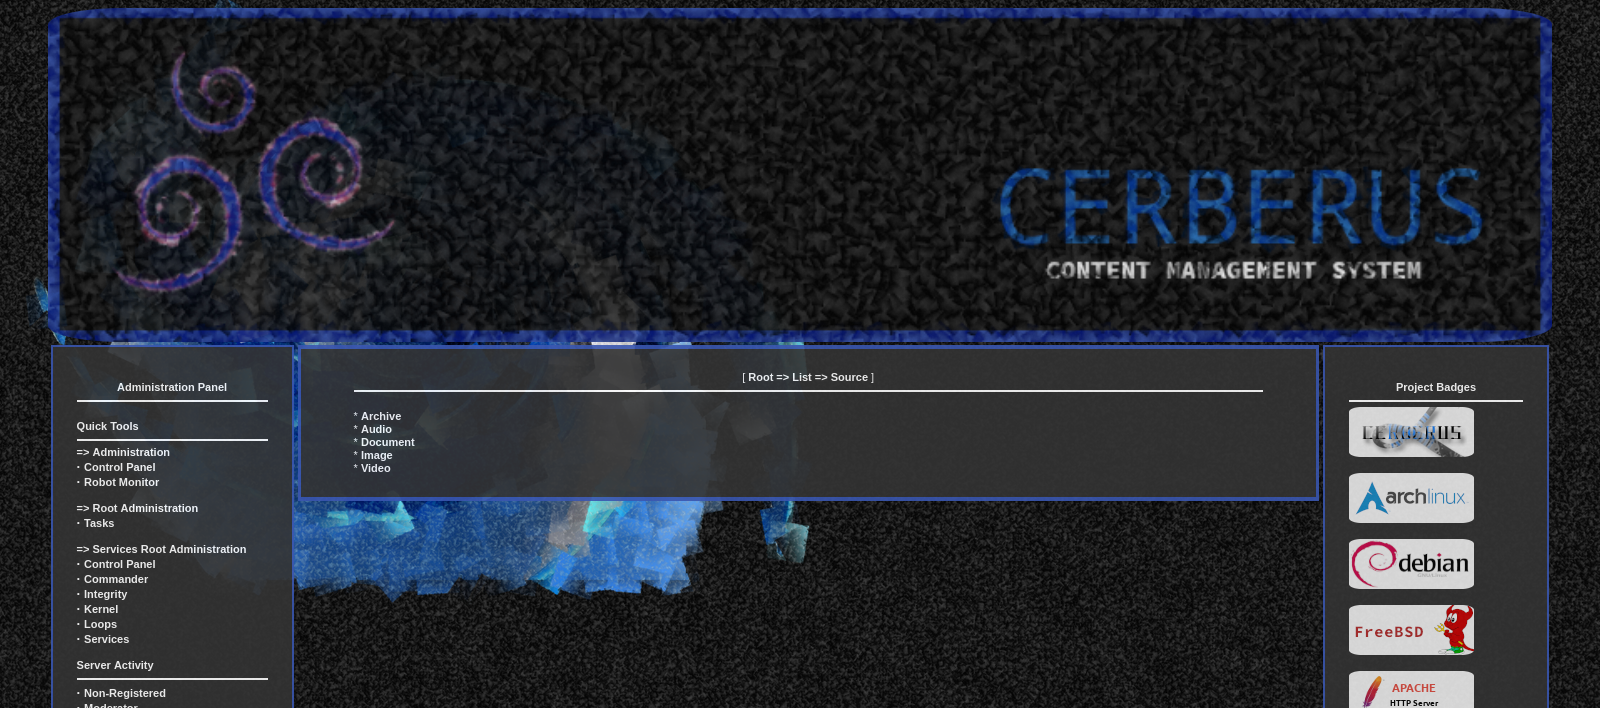 CERBERUS
CONTENT MANAGEMENT SYSTEM
Administration Panel
Quick Tools
=> Administration
· Control Panel
· Robot Monitor
=> Root Administration
· Tasks
=> Services Root Administration
· Control Panel
· Commander
· Integrity
· Kernel
· Loops
· Services
Server Activity
· Non-Registered
· Moderator
[ Root => List => Source ]
* Archive
* Audio
* Document
* Image
* Video
Project Badges
CERBERUS
archlinux
debian
FreeBSD
APACHE
HTTP Server